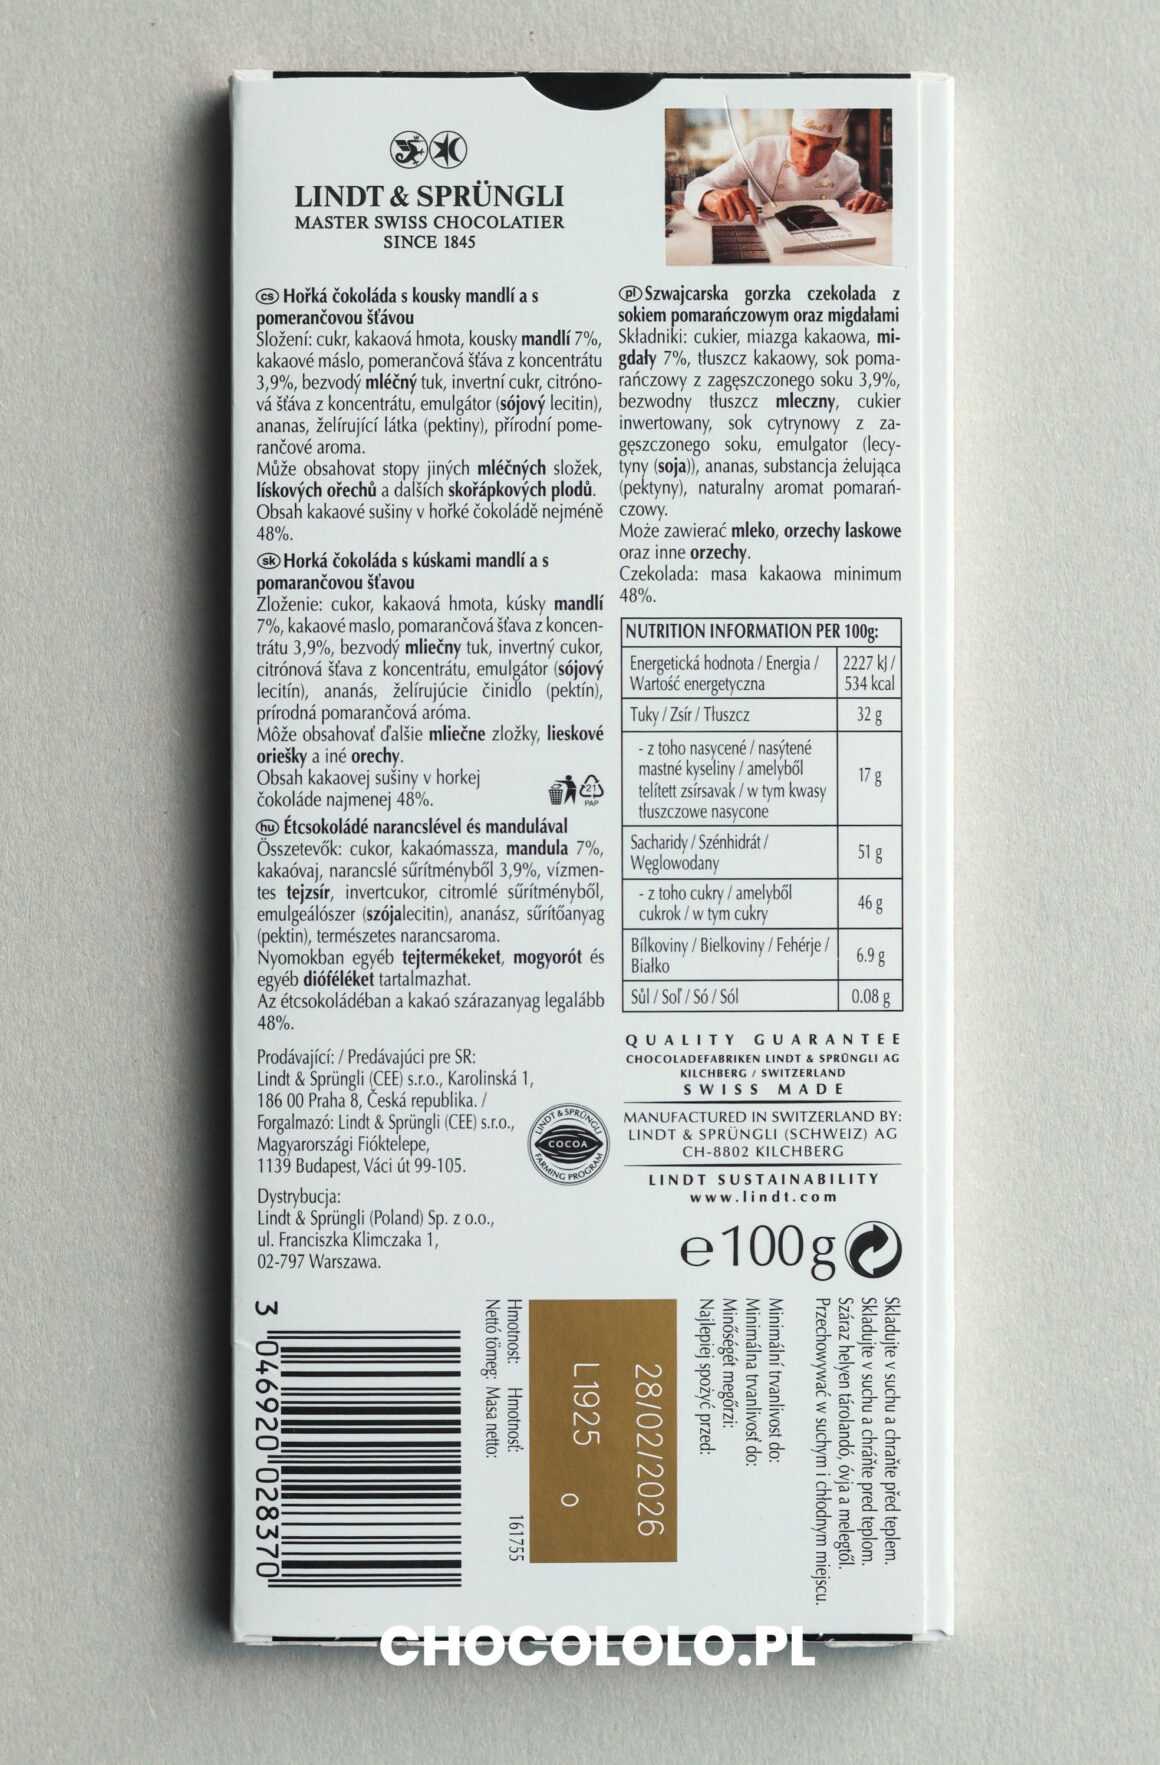 LINDT & SPRÜNGLI
MASTER SWISS CHOCOLATIER
SINCE 1845
cs Hořká čokoláda s kousky mandlí a s
pomerančovou šťávou
Složení: cukr, kakaová hmota, kousky mandlí 7%,
kakaové máslo, pomerančová šťáva z koncentrátu
3,9%, bezvodý mléčný tuk, invertní cukr, citróno-
vá šťáva z koncentrátu, emulgátor (sójový lecitin),
ananas, želírující látka (pektiny), přírodní pome-
rančové aroma.
Může obsahovat stopy jiných mléčných složek,
lískových ořechů a dalších skořápkových plodů.
Obsah kakaové sušiny v hořké čokoládě nejméně
48%.
sk Horká čokoláda s kúskami mandlí a s
pomarančovou šťavou
Zloženie: cukor, kakaová hmota, kúsky mandlí
7%, kakaové maslo, pomarančová šťava z koncen-
trátu 3,9%, bezvodý mliečny tuk, invertný cukor,
citrónová šťava z koncentrátu, emulgátor (sójový
lecitín), ananás, želírujúcie činidlo (pektín),
prírodná pomarančová aróma.
Môže obsahovať ďalšie mliečne zložky, lieskové
oriešky a iné orechy.
Obsah kakaovej sušiny v horkej
čokoláde najmenej 48%.
21
PAP
hu Étcsokoládé narancslével és mandulával
Összetevők: cukor, kakaómassza, mandula 7%,
kakaóvaj, narancslé sűrítményből 3,9%, vízmen-
tes tejzsír, invertcukor, citromlé sűrítményből,
emulgeálószer (szójalecitin), ananász, sűrítőanyag
(pektin), természetes narancsaroma.
Nyomokban egyéb tejtermékeket, mogyorót és
egyéb dióféléket tartalmazhat.
Az étcsokoládéban a kakaó szárazanyag legalább
48%.
Prodávající: / Predávajúci pre SR:
Lindt & Sprüngli (CEE) s.r.o., Karolinská 1,
186 00 Praha 8, Česká republika. /
Forgalmazó: Lindt & Sprüngli (CEE) s.r.o.,
Magyarországi Fióktelepe,
1139 Budapest, Váci út 99-105.
Dystrybucja:
Lindt & Sprüngli (Poland) Sp. z o.o.,
ul. Franciszka Klimczaka 1,
02-797 Warszawa.
LINDT & SPRÜNGLI
COCOA
FARMING PROGRAM
pl Szwajcarska gorzka czekolada z
sokiem pomarańczowym oraz migdałami
Składniki: cukier, miazga kakaowa, mi-
gdały 7%, tłuszcz kakaowy, sok poma-
rańczowy z zagęszczonego soku 3,9%,
bezwodny tłuszcz mleczny, cukier
inwertowany, sok cytrynowy z za-
gęszczonego soku, emulgator (lecy-
tyny (soja)), ananas, substancja żelująca
(pektyny), naturalny aromat pomarań-
czowy.
Może zawierać mleko, orzechy laskowe
oraz inne orzechy.
Czekolada: masa kakaowa minimum
48%.
NUTRITION INFORMATION PER 100g:
Energetická hodnota / Energia / 2227 kJ /
Wartość energetyczna 534 kcal
Tuky / Zsír / Tłuszcz 32 g
- z toho nasycené / nasýtené
mastné kyseliny / amelyből
telített zsírsavak / w tym kwasy
tłuszczowe nasycone 17 g
Sacharidy / Szénhidrát /
Węglowodany 51 g
- z toho cukry / amelyből
cukrok / w tym cukry 46 g
Bílkoviny / Bielkoviny / Fehérje /
Białko 6.9 g
Sůl / Soľ / Só / Sól 0.08 g
QUALITY GUARANTEE
CHOCOLADEFABRIKEN LINDT & SPRÜNGLI AG
KILCHBERG / SWITZERLAND
SWISS MADE
MANUFACTURED IN SWITZERLAND BY:
LINDT & SPRÜNGLI (SCHWEIZ) AG
CH-8802 KILCHBERG
LINDT SUSTAINABILITY
www.lindt.com
e 100 g
Skladujte v suchu a chraňte před teplem.
Skladujte v suchu a chráňte pred teplom.
Száraz helyen tárolandó, óvja a melegtől.
Przechowywać w suchym i chłodnym miejscu.
Minimální trvanlivost do:
Minimálna trvanlivosť do:
Minőségét megőrzi:
Najlepiej spożyć przed:
28/02/2026
L1925 o
Hmotnost: Hmotnosť: 161755
Nettó tömeg: Masa netto:
3 046920 028370
CHOCOLOLO.PL